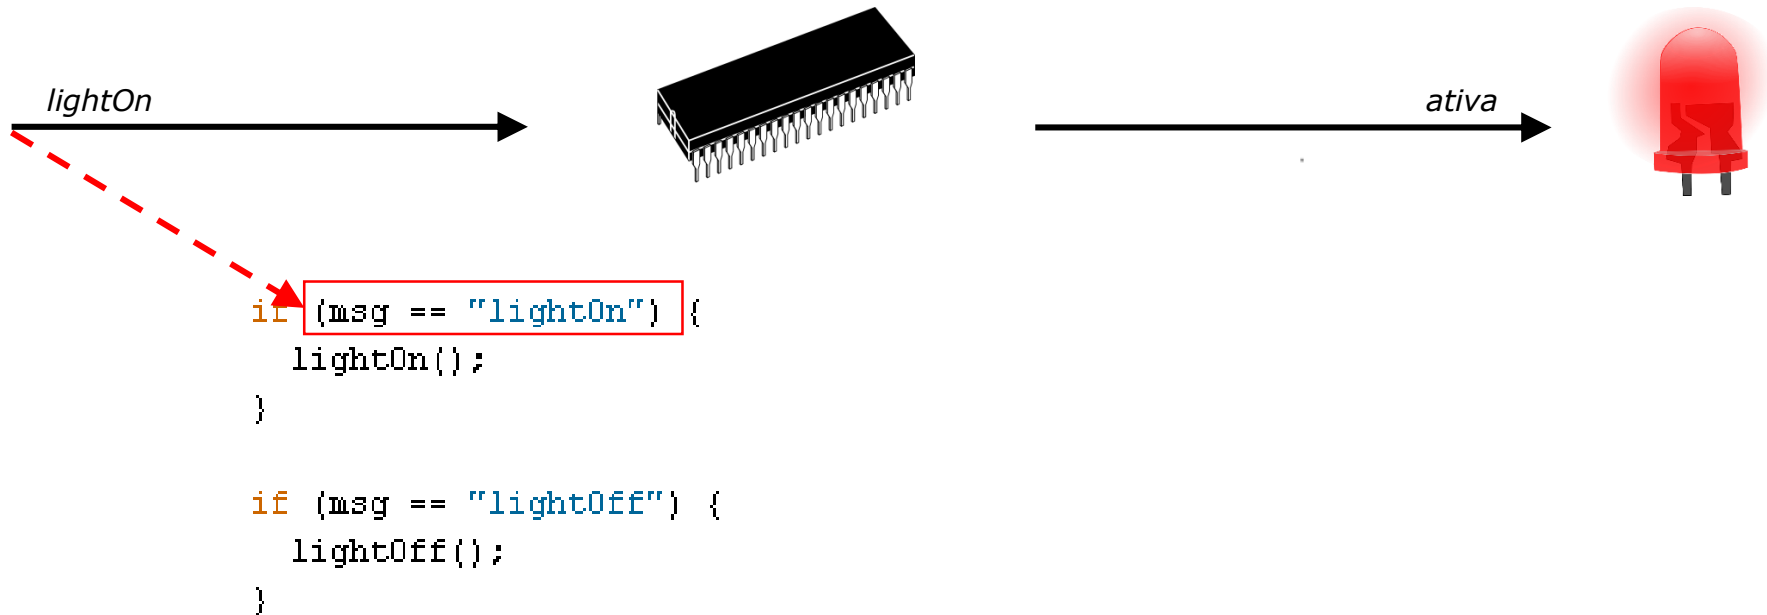 lightOn
ativa
if (msg == "lightOn") {
lightOn();
}
if (msg == "lightOff") {
lightOff();
}